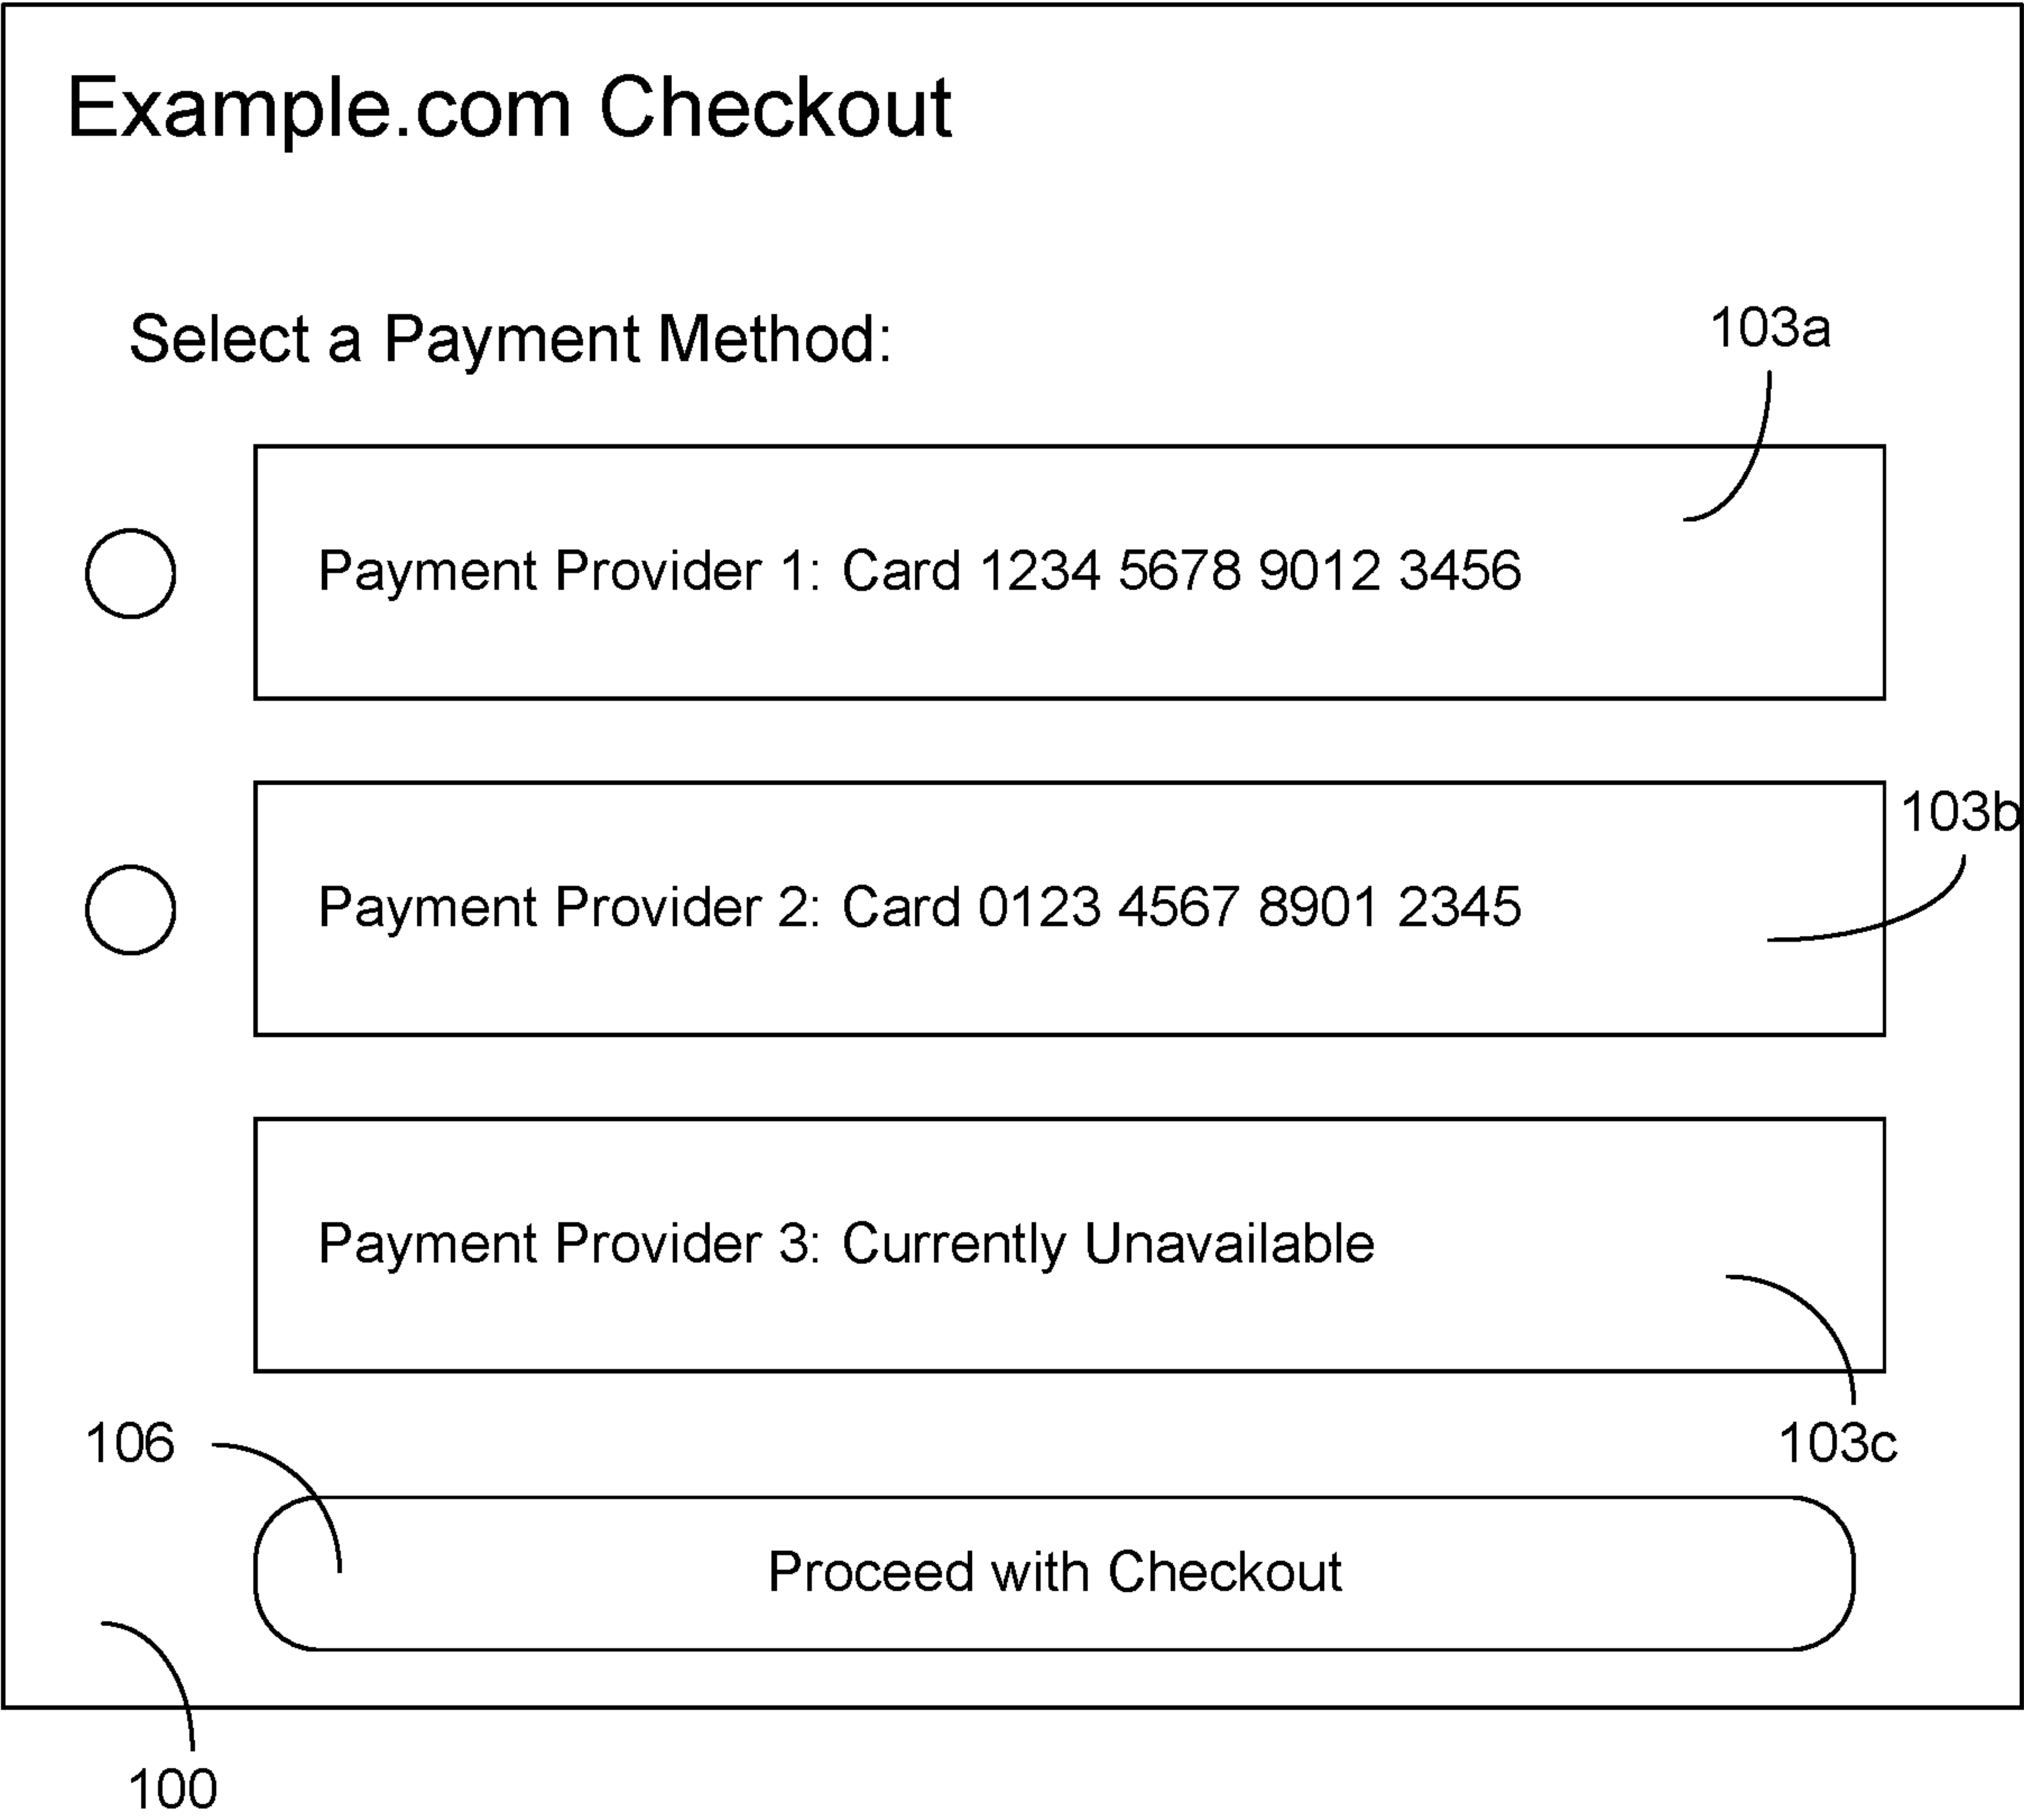 Example.com Checkout
Select a Payment Method:
103a
Payment Provider 1: Card 1234 5678 9012 3456
103b
Payment Provider 2: Card 0123 4567 8901 2345
Payment Provider 3: Currently Unavailable
106
103c
Proceed with Checkout
100